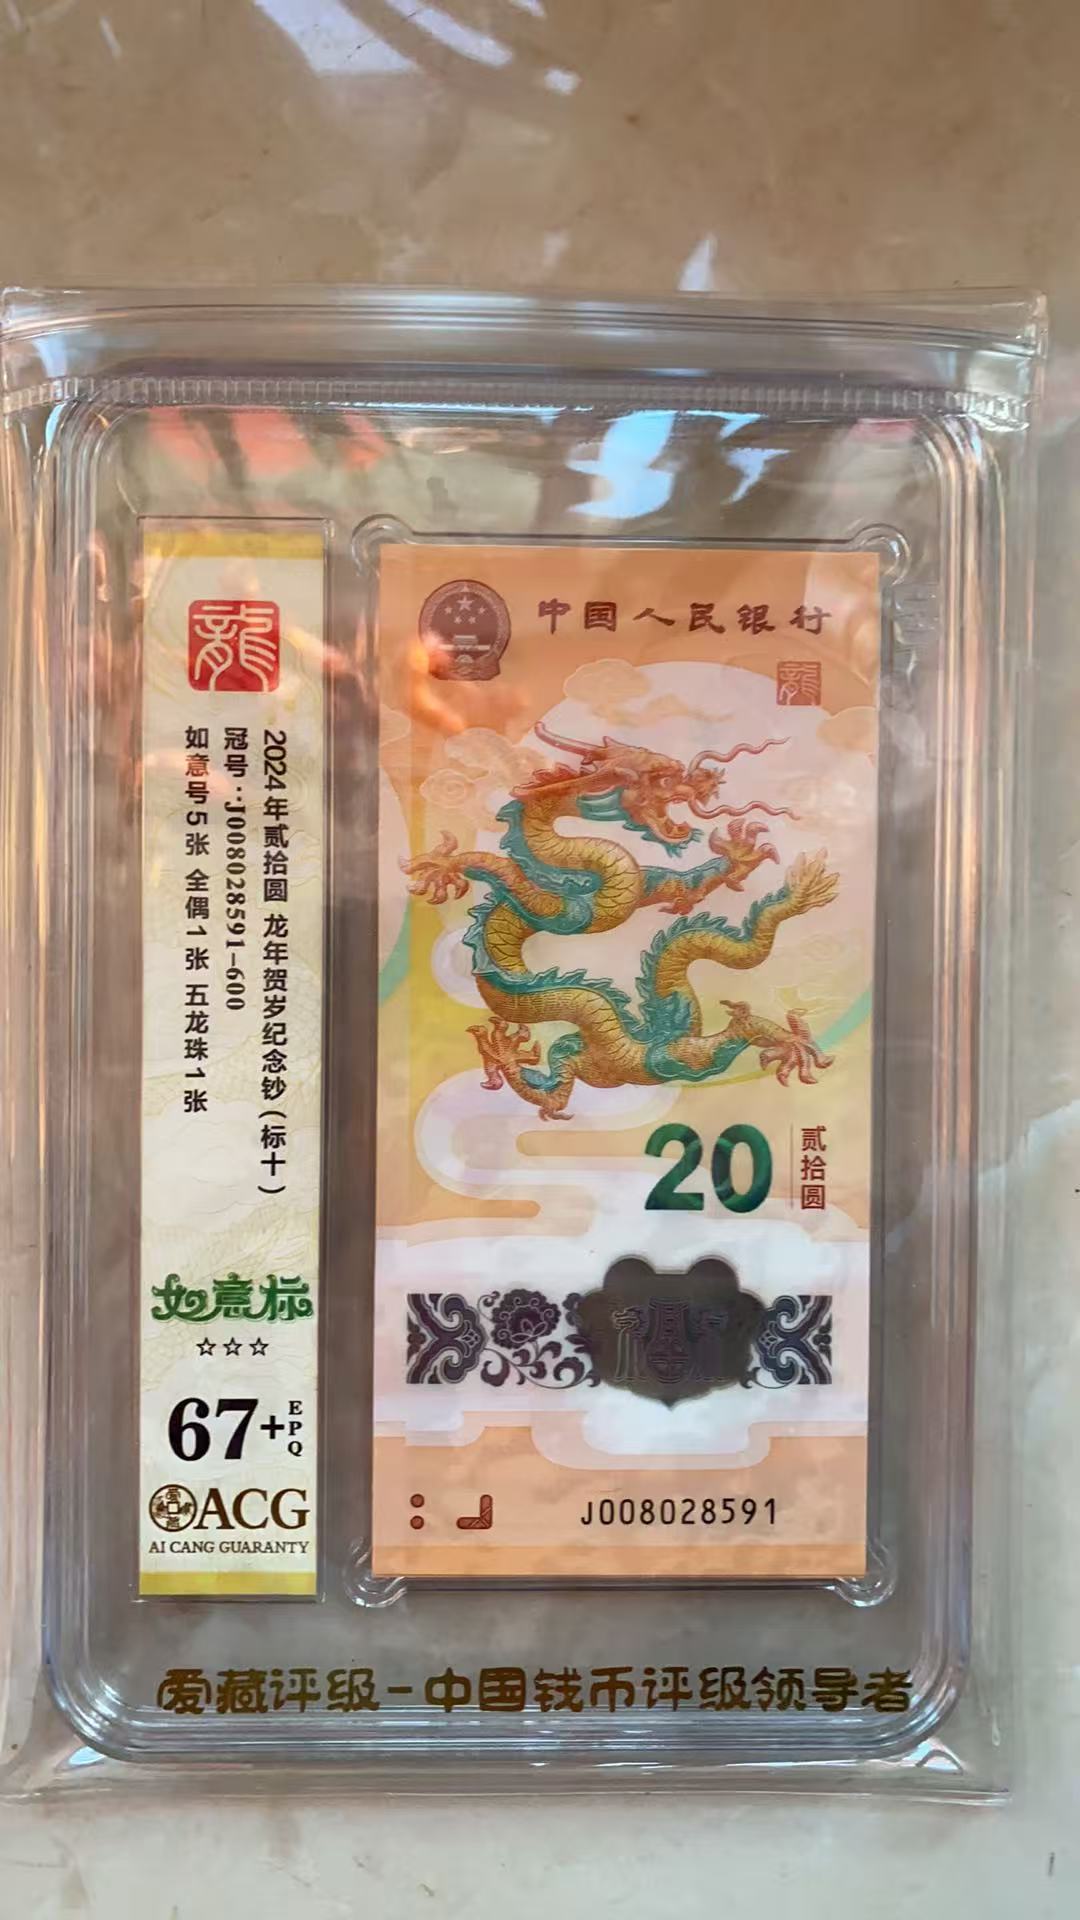 龍
2024年贰拾圆 龙年贺岁纪念钞(标十)
冠号:J008028591-600
如意号5张 全偶1张 五龙珠1张
如意标
☆☆☆
67+EPQ
ACG
AI CANG GUARANTY
中国人民银行
龍
20
贰拾圆
J008028591
爱藏评级-中国钱币评级领导者